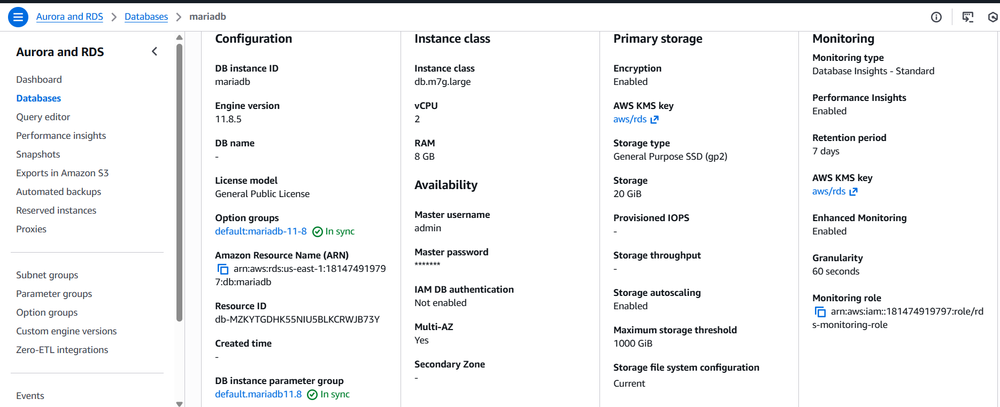 Aurora and RDS > Databases > mariadb
Aurora and RDS
Dashboard
Databases
Query editor
Performance insights
Snapshots
Exports in Amazon S3
Automated backups
Reserved instances
Proxies
Subnet groups
Parameter groups
Option groups
Custom engine versions
Zero-ETL integrations
Events
Configuration
DB instance ID
mariadb
Engine version
11.8.5
DB name
-
License model
General Public License
Option groups
default:mariadb-11-8 In sync
Amazon Resource Name (ARN)
arn:aws:rds:us-east-1:18147491979
7:db:mariadb
Resource ID
db-MZKYTGDHK55NIU5BLKCRWJB73Y
Created time
-
DB instance parameter group
default.mariadb11.8 In sync
Instance class
Instance class
db.m7g.large
vCPU
2
RAM
8 GB
Availability
Master username
admin
Master password
*******
IAM DB authentication
Not enabled
Multi-AZ
Yes
Secondary Zone
-
Primary storage
Encryption
Enabled
AWS KMS key
aws/rds
Storage type
General Purpose SSD (gp2)
Storage
20 GiB
Provisioned IOPS
-
Storage throughput
-
Storage autoscaling
Enabled
Maximum storage threshold
1000 GiB
Storage file system configuration
Current
Monitoring
Monitoring type
Database Insights - Standard
Performance Insights
Enabled
Retention period
7 days
AWS KMS key
aws/rds
Enhanced Monitoring
Enabled
Granularity
60 seconds
Monitoring role
arn:aws:iam::181474919797:role/rd
s-monitoring-role